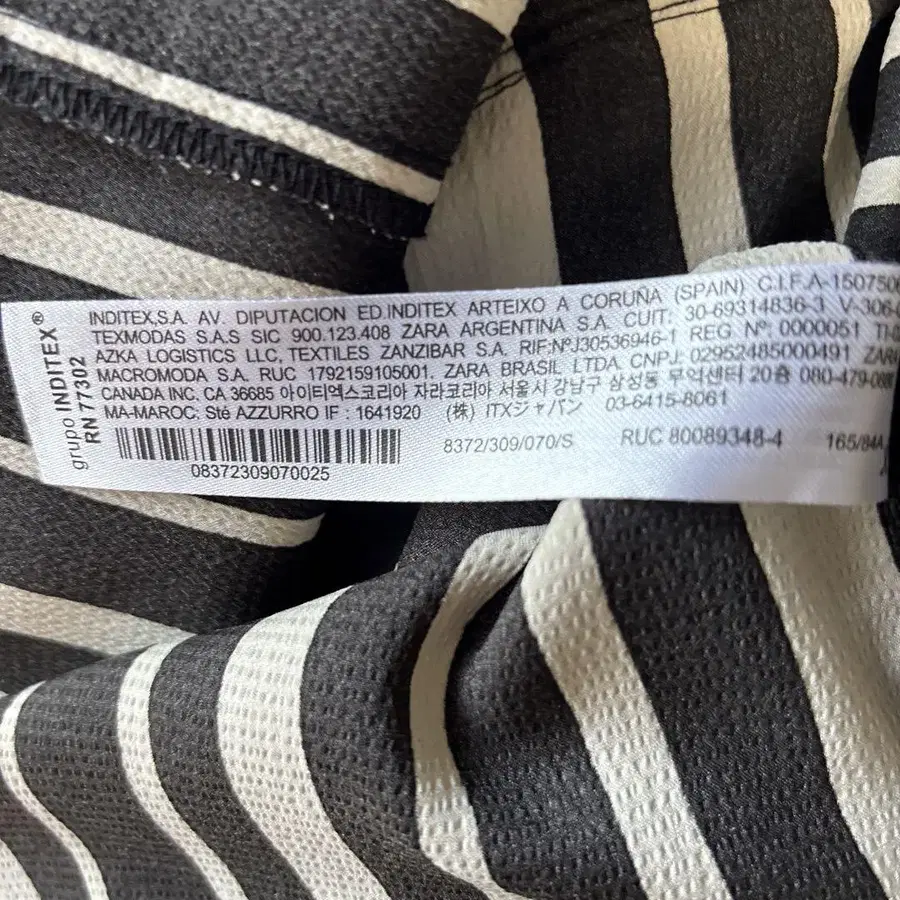 grupo INDITEX®
RN 77302
INDITEX,S.A. AV. DIPUTACION ED.INDITEX ARTEIXO A CORUÑA (SPAIN) C.I.F.A-150750
TEXMODAS S.A.S SIC 900.123.408 ZARA ARGENTINA S.A. CUIT: 30-69314836-3 V-306-
AZKA LOGISTICS LLC, TEXTILES ZANZIBAR S.A. RIF:NºJ30536946-1 REG Nº: 0000051
MACROMODA S.A. RUC 1792159105001. ZARA BRASIL LTDA. CNPJ: 02952485000491 ZARA
CANADA INC. CA 36685 아이티엑스코리아 자라코리아 서울시 강남구 삼성동 무역센터 20층
MA-MAROC: Sté AZZURRO IF : 1641920 (株) ITXジャパン 03-6415-8061
8372/309/070/S RUC 80089348-4 165/84A
08372309070025